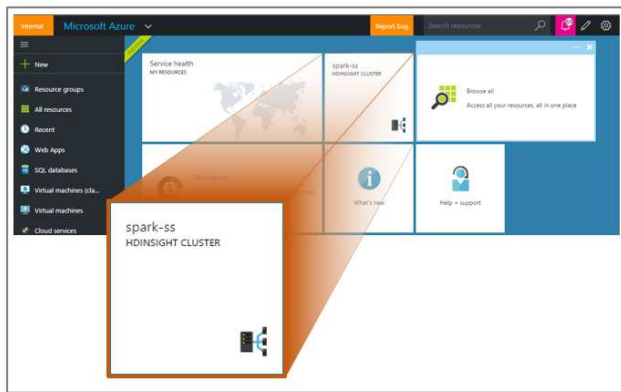 Internal
Microsoft Azure
Report bug
Search resources
New
Resource groups
All resources
Recent
Web Apps
SQL databases
Virtual machines (cla...
Virtual machines
Cloud services
Service health
MY RESOURCES
spark-ss
HDINSIGHT CLUSTER
Browse all
Access all your resources, all in one place
What's new
Help + support
spark-ss
HDINSIGHT CLUSTER